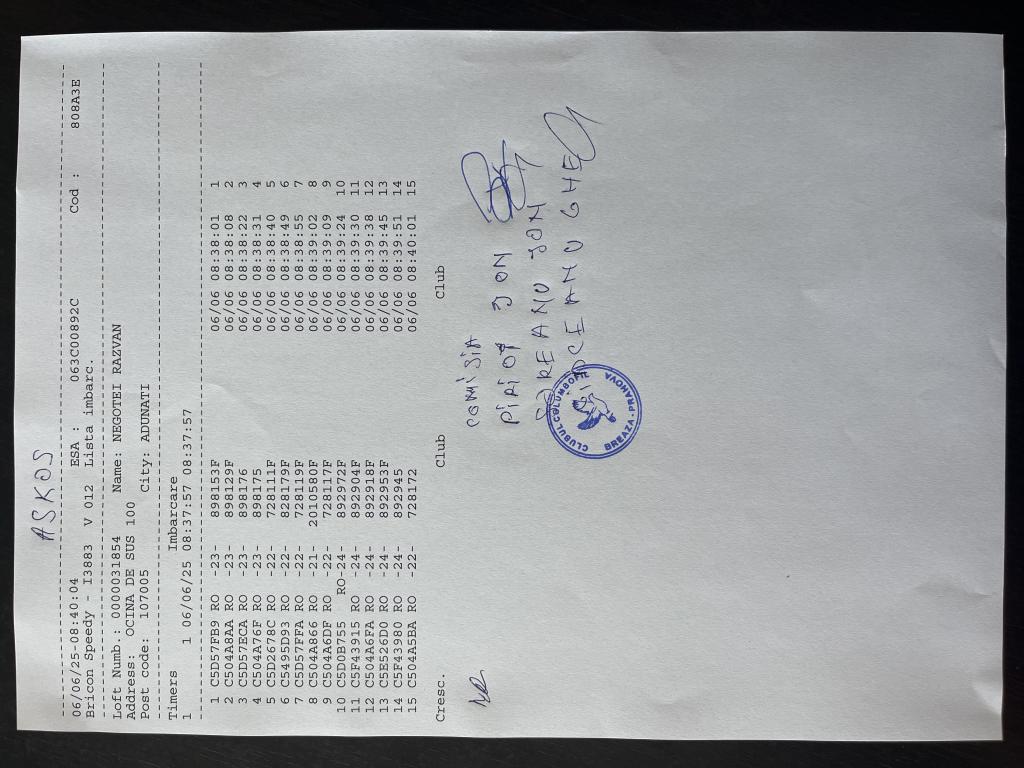 ASKOS
--------------------------------------------------------------------------------
06/06/25-08:40:04 ESA : 063C00892C Cod : 808A3E
Bricon Speedy - I3883 V 012 Lista imbarc.
--------------------------------------------------------------------------------
Loft Numb.: 0000031854 Name: NEGOTEI RAZVAN
Address: OCINA DE SUS 100
Post code: 107005 City: ADUNATI
--------------------------------------------------------------------------------
Timers Imbarcare
1 1 06/06/25 08:37:57 08:37:57
--------------------------------------------------------------------------------
1 C5D57FB9 RO -23- 898153F 06/06 08:38:01 1
2 C504A8AA RO -23- 898129F 06/06 08:38:08 2
3 C5D57ECA RO -23- 898176 06/06 08:38:22 3
4 C504A76F RO -23- 898175 06/06 08:38:31 4
5 C5D2678C RO -22- 728111F 06/06 08:38:40 5
6 C5495D93 RO -22- 828179F 06/06 08:38:49 6
7 C5D57FFA RO -22- 728119F 06/06 08:38:55 7
8 C504A866 RO -21- 2010580F 06/06 08:39:02 8
9 C504A6DF RO -22- 728117F 06/06 08:39:09 9
10 C5D0B755 RO-24- 892972F 06/06 08:39:24 10
11 C5F43915 RO -24- 892904F 06/06 08:39:30 11
12 C504A6FA RO -24- 892918F 06/06 08:39:38 12
13 C5E526D0 RO -24- 892953F 06/06 08:39:45 13
14 C5F43980 RO -24- 892945 06/06 08:39:51 14
15 C504A5BA RO -22- 728172 06/06 08:40:01 15
Cresc. Club Club
COMISIA
PIRIOI ION
ION
GHE
CLUBUL COLUMBOFIL
BREAZA-PRAHOVA